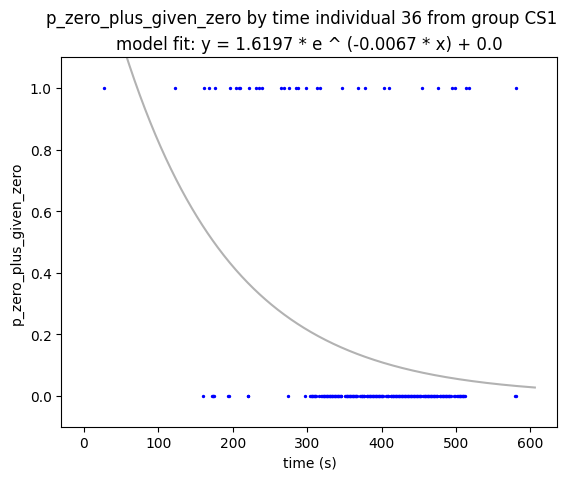 p_zero_plus_given_zero by time individual 36 from group CS1
model fit: y = 1.6197 * e ^ (-0.0067 * x) + 0.0
p_zero_plus_given_zero
1.0
0.8
0.6
0.4
0.2
0.0
0 100 200 300 400 500 600
time (s)